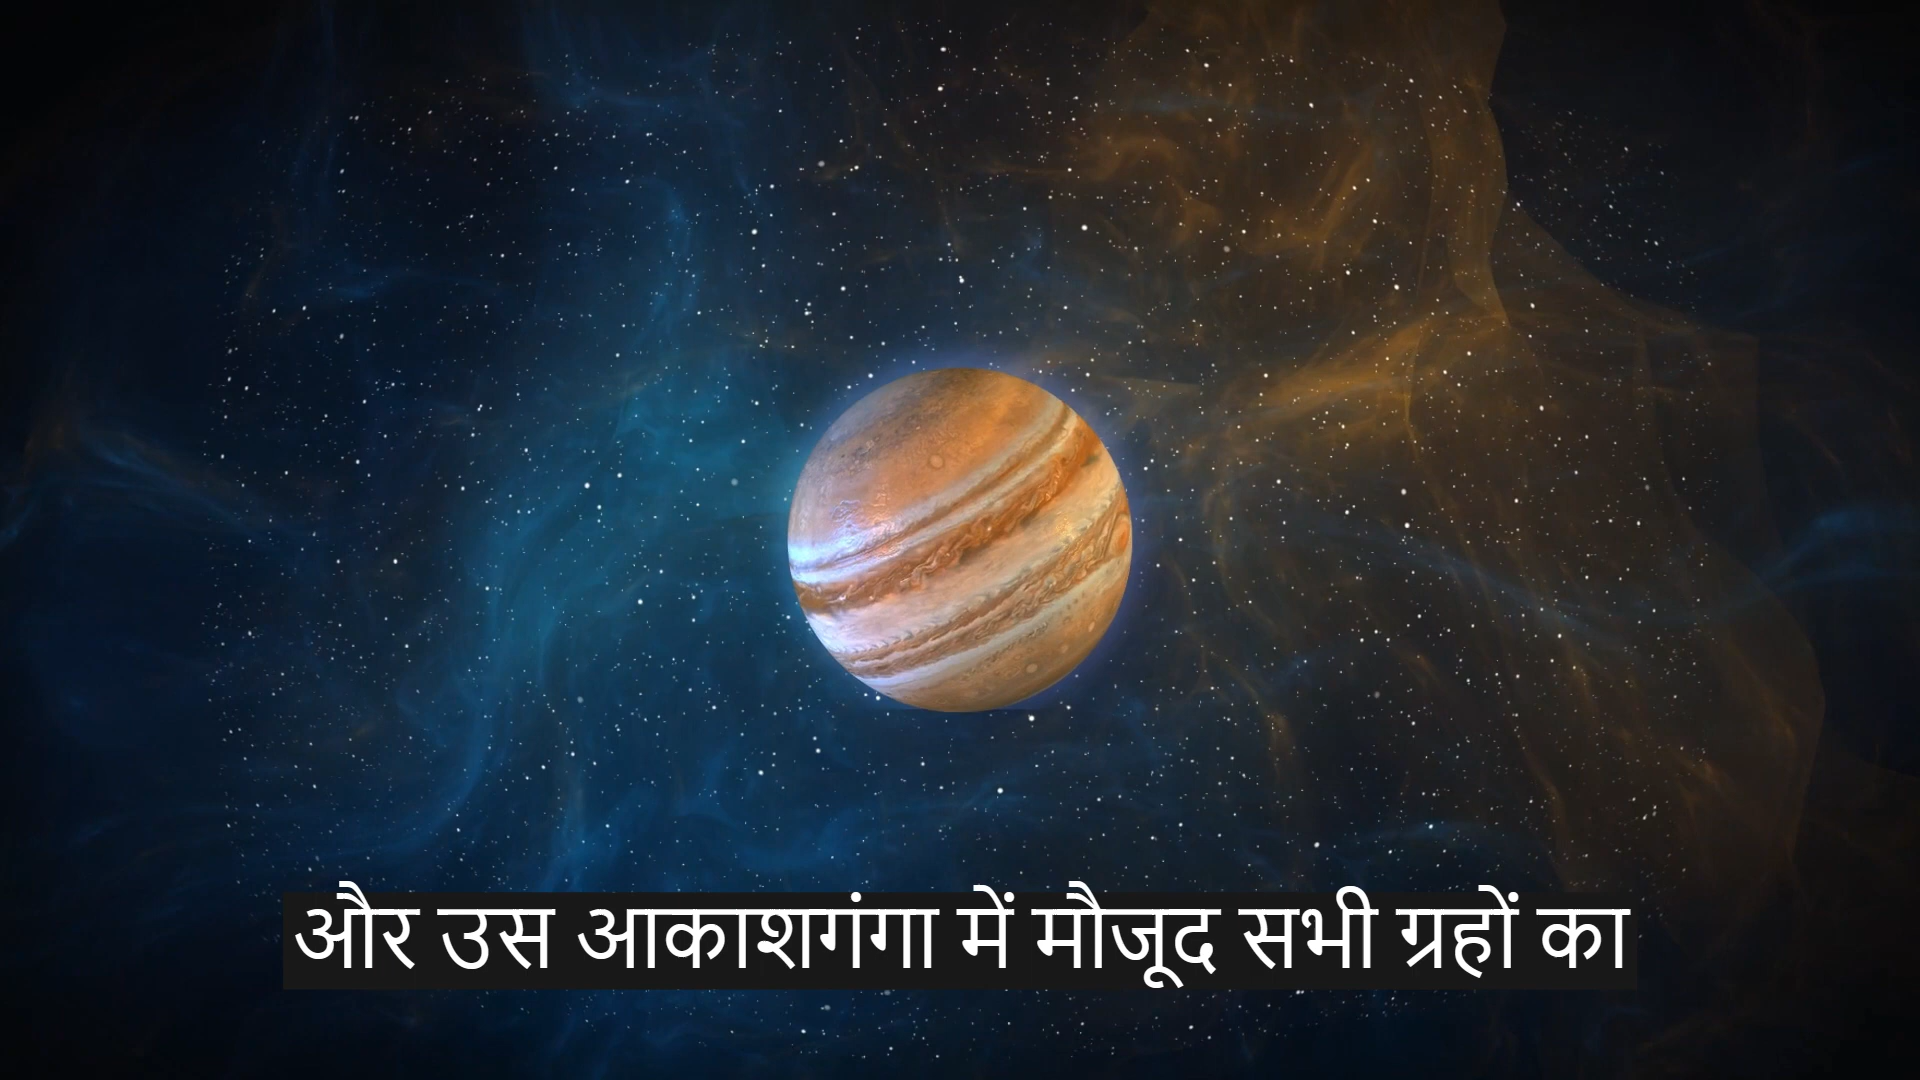 और उस आकाशगंगा में मौजूद सभी ग्रहों का